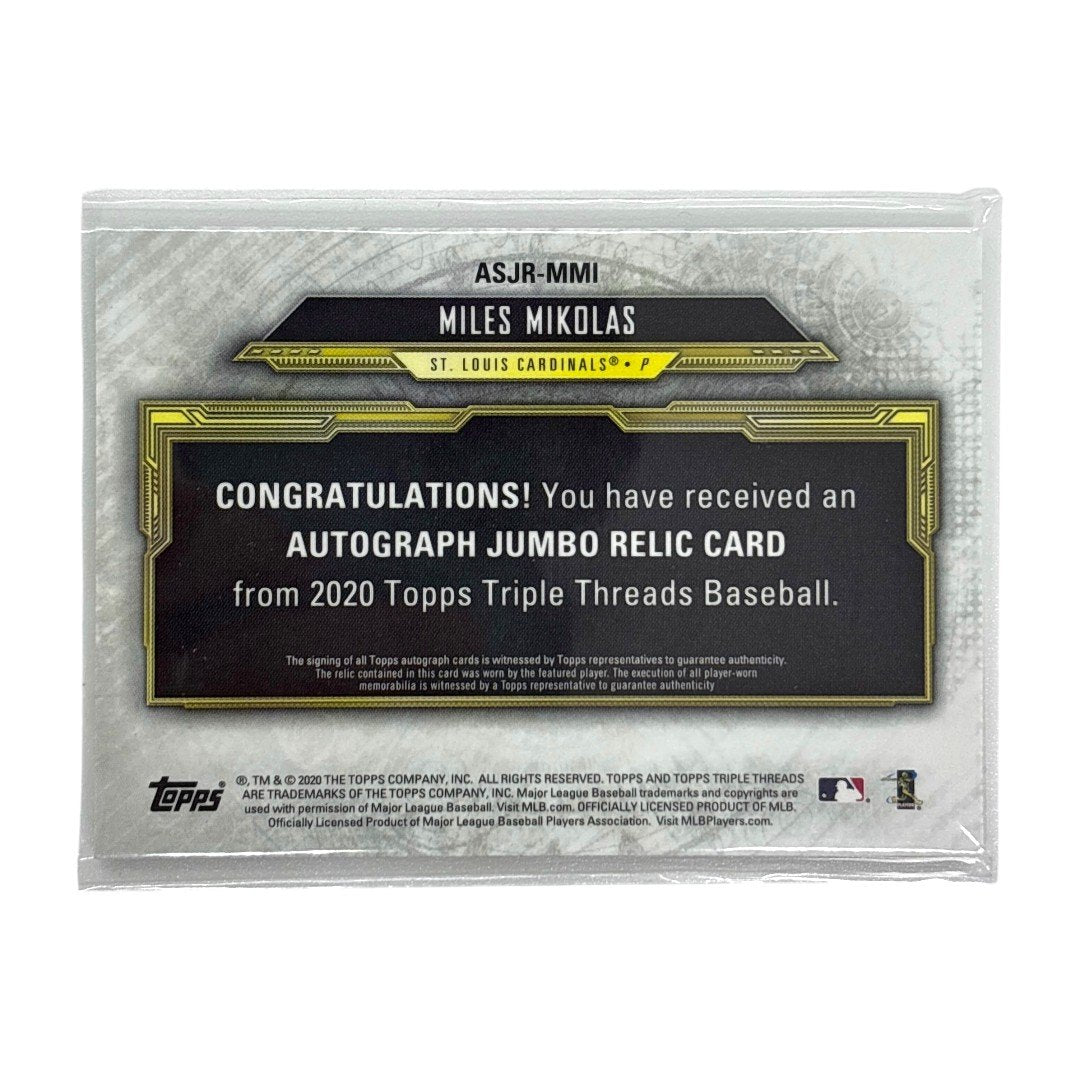 ASJR-MMI
MILES MIKOLAS
ST. LOUIS CARDINALS® • P
CONGRATULATIONS! You have received an
AUTOGRAPH JUMBO RELIC CARD
from 2020 Topps Triple Threads Baseball.
The signing of all Topps autograph cards is witnessed by Topps representatives to guarantee authenticity.
The relic contained in this card was worn by the featured player. The execution of all player-worn
memorabilia is witnessed by a Topps representative to guarantee authenticity
Topps ®, TM & © 2020 THE TOPPS COMPANY, INC. ALL RIGHTS RESERVED. TOPPS AND TOPPS TRIPLE THREADS
ARE TRADEMARKS OF THE TOPPS COMPANY, INC. Major League Baseball trademarks and copyrights are
used with permission of Major League Baseball. Visit MLB.com. OFFICIALLY LICENSED PRODUCT OF MLB.
Officially Licensed Product of Major League Baseball Players Association. Visit MLBPlayers.com.